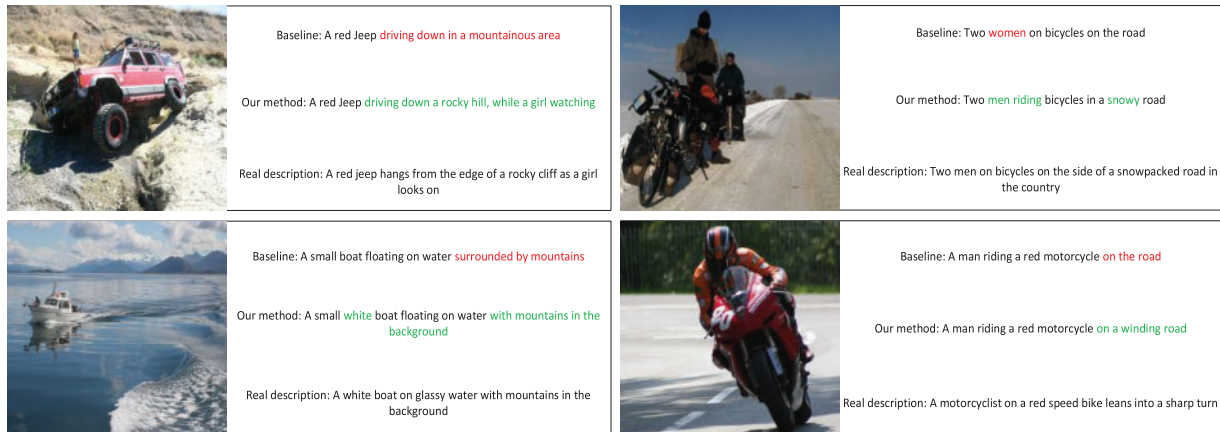 Baseline: A red Jeep driving down in a mountainous area
Our method: A red Jeep driving down a rocky hill, while a girl watching
Real description: A red jeep hangs from the edge of a rocky cliff as a girl
looks on
Baseline: Two women on bicycles on the road
Our method: Two men riding bicycles in a snowy road
Real description: Two men on bicycles on the side of a snowpacked road in
the country
Baseline: A small boat floating on water surrounded by mountains
Our method: A small white boat floating on water with mountains in the
background
Real description: A white boat on glassy water with mountains in the
background
Baseline: A man riding a red motorcycle on the road
Our method: A man riding a red motorcycle on a winding road
Real description: A motorcyclist on a red speed bike leans into a sharp turn